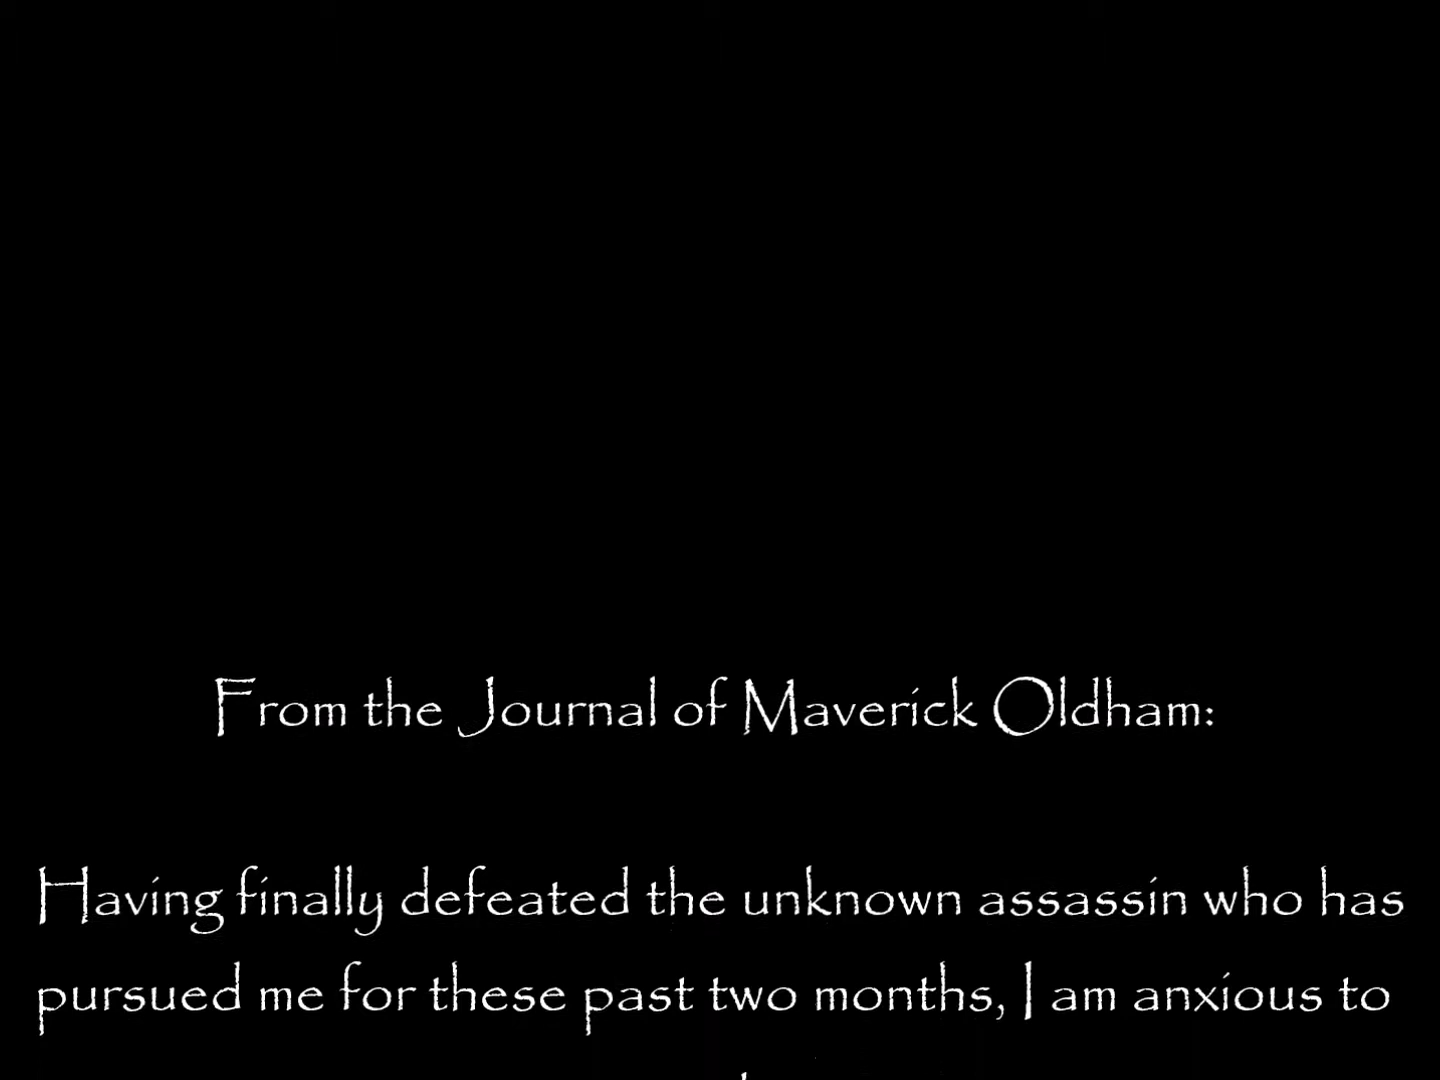 From the Journal of Maverick Oldham:
Having finally defeated the unknown assassin who has
pursued me for these past two months, I am anxious to